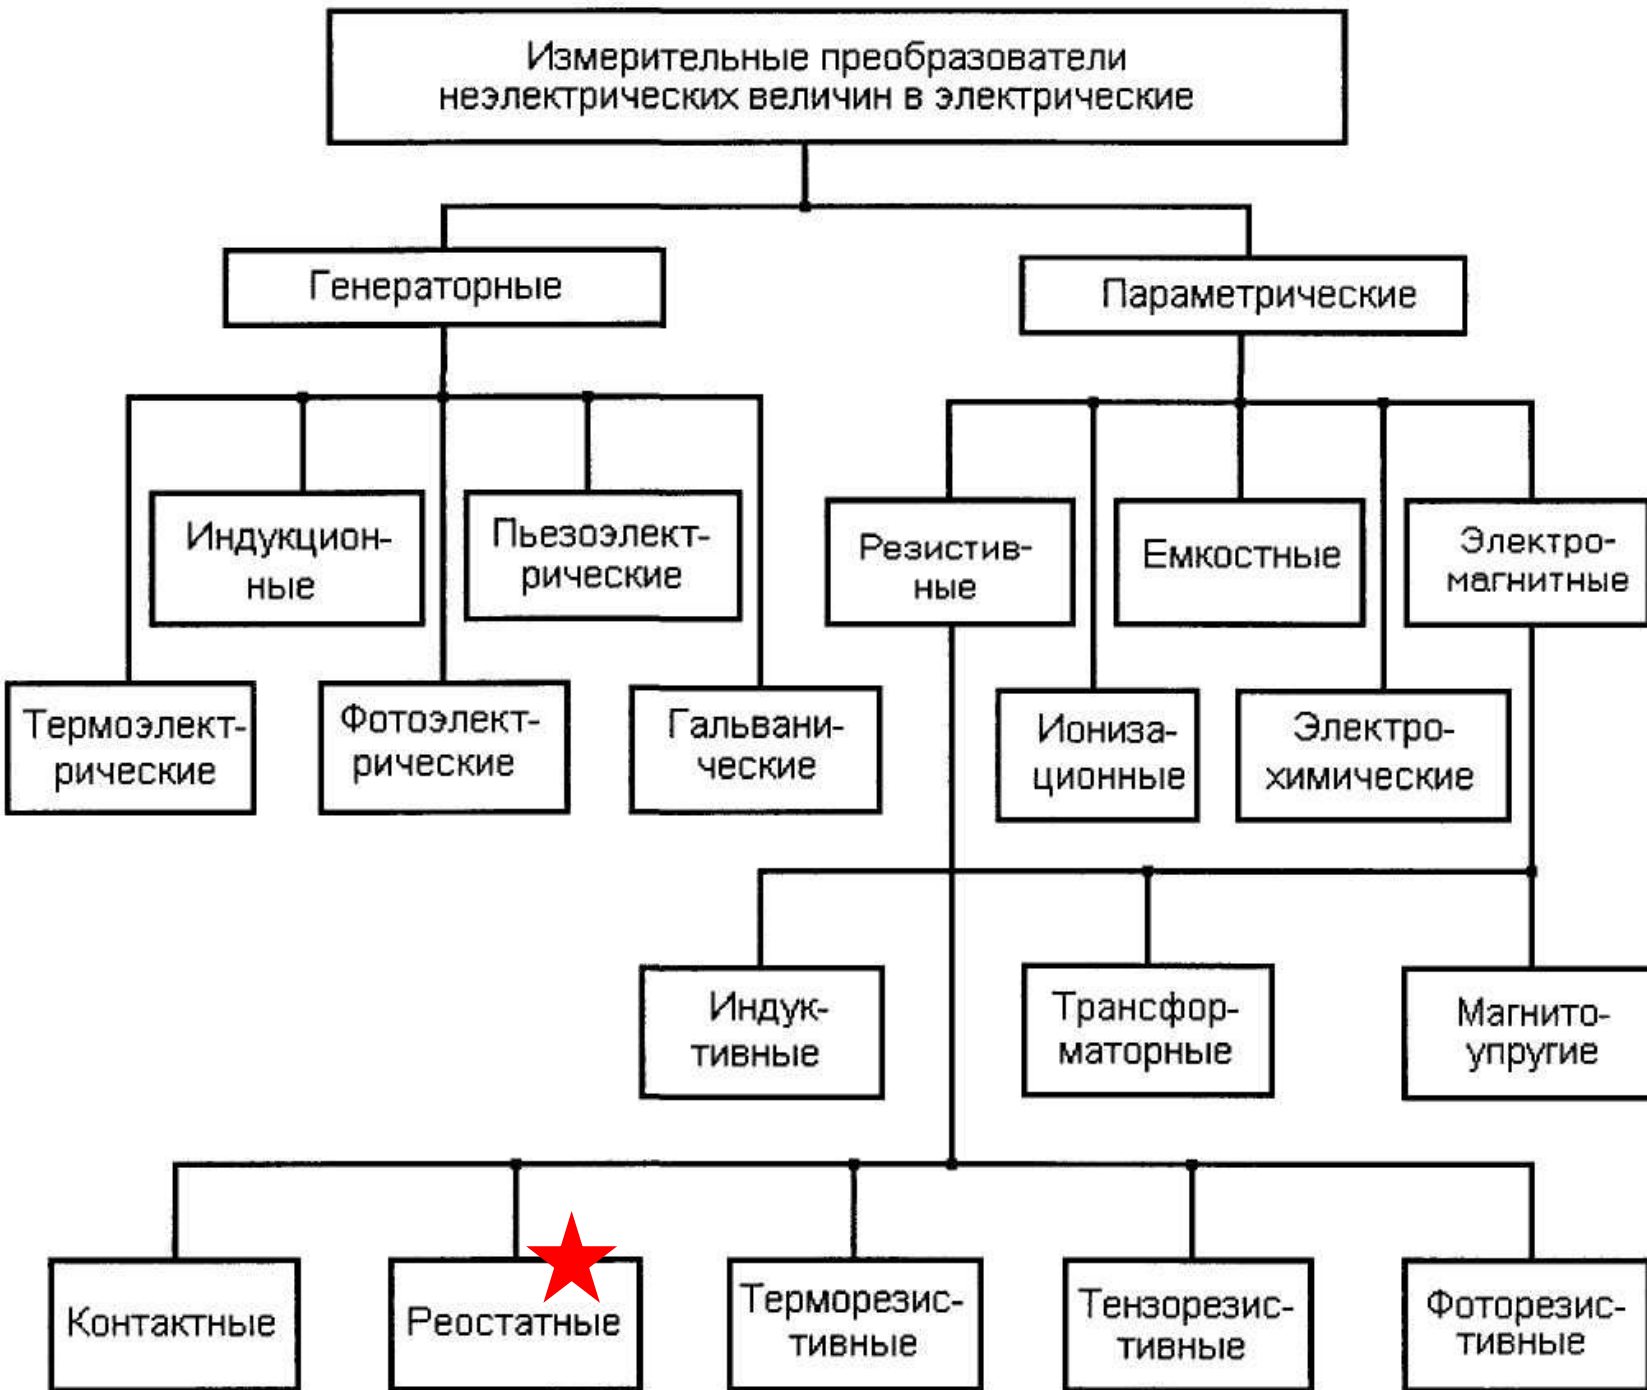 Измерительные преобразователи
неэлектрических величин в электрические
Генераторные
Параметрические
Индукцион-
ные
Пьезоэлект-
рические
Резистив-
ные
Емкостные
Электро-
магнитные
Термоэлект-
рические
Фотоэлект-
рические
Гальвани-
ческие
Иониза-
ционные
Электро-
химические
Индук-
тивные
Трансфор-
маторные
Магнито-
упругие
Контактные
Реостатные
Терморезис-
тивные
Тензорезис-
тивные
Фоторезис-
тивные